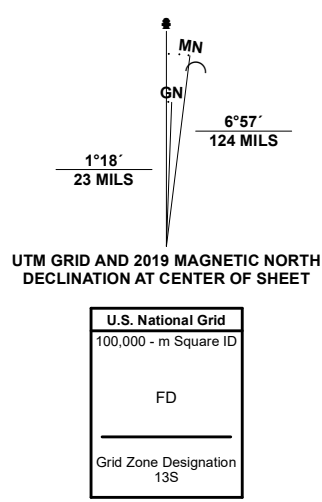 MN
GN
6°57´
124 MILS
1°18´
23 MILS
UTM GRID AND 2019 MAGNETIC NORTH
DECLINATION AT CENTER OF SHEET
U.S. National Grid
100,000 - m Square ID
FD
Grid Zone Designation
13S